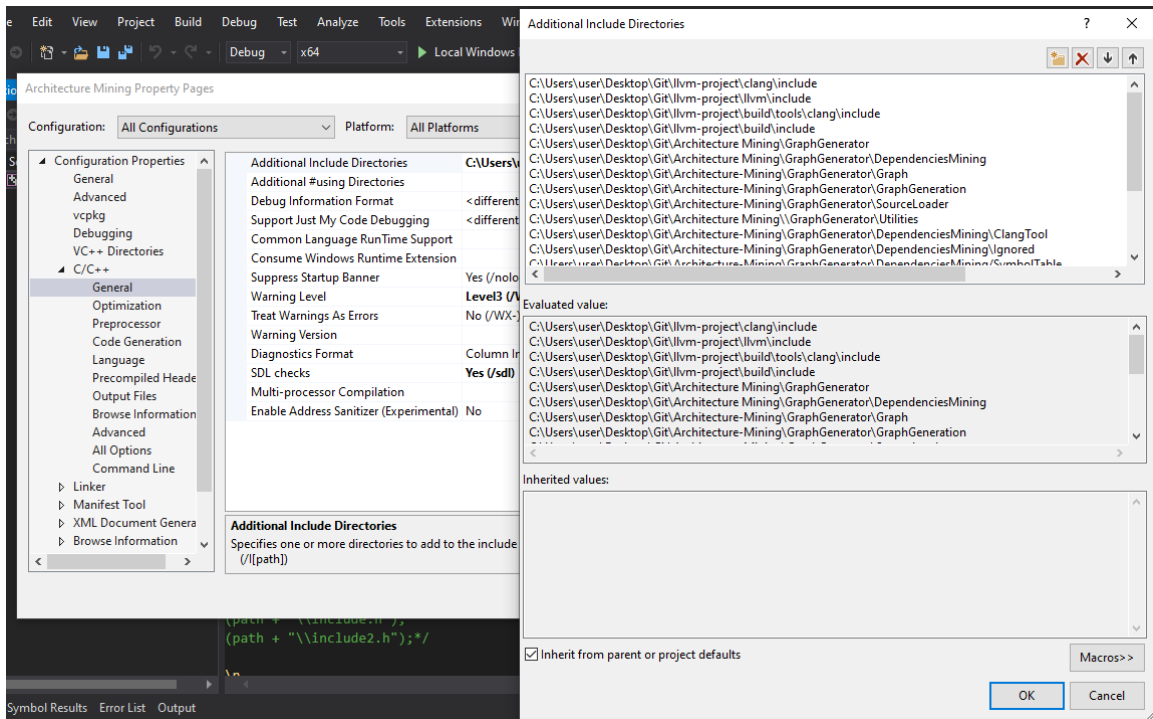 e Edit View Project Build Debug Test Analyze Tools Extensions Wi
Debug x64 Local Windows
Architecture Mining Property Pages
Configuration: All Configurations Platform: All Platforms
Configuration Properties
General
Advanced
vcpkg
Debugging
VC++ Directories
C/C++
General
Optimization
Preprocessor
Code Generation
Language
Precompiled Heade
Output Files
Browse Information
Advanced
All Options
Command Line
Linker
Manifest Tool
XML Document Genera
Browse Information
Additional Include Directories C:\Users\u
Additional #using Directories
Debug Information Format <different
Support Just My Code Debugging <different
Common Language RunTime Support
Consume Windows Runtime Extension
Suppress Startup Banner Yes (/nolo
Warning Level Level3 (/W
Treat Warnings As Errors No (/WX-)
Warning Version
Diagnostics Format Column In
SDL checks Yes (/sdl)
Multi-processor Compilation
Enable Address Sanitizer (Experimental) No
Additional Include Directories
Specifies one or more directories to add to the include
(/I[path])
(path + "\\include.h");
(path + "\\include2.h");*/
\n
Symbol Results Error List Output
Additional Include Directories ? ×
C:\Users\user\Desktop\Git\llvm-project\clang\include
C:\Users\user\Desktop\Git\llvm-project\llvm\include
C:\Users\user\Desktop\Git\llvm-project\build\tools\clang\include
C:\Users\user\Desktop\Git\llvm-project\build\include
C:\Users\user\Desktop\Git\Architecture Mining\GraphGenerator
C:\Users\user\Desktop\Git\Architecture Mining\GraphGenerator\DependenciesMining
C:\Users\user\Desktop\Git\Architecture-Mining\GraphGenerator\Graph
C:\Users\user\Desktop\Git\Architecture-Mining\GraphGenerator\GraphGeneration
C:\Users\user\Desktop\Git\Architecture-Mining\GraphGenerator\SourceLoader
C:\Users\user\Desktop\Git\Architecture Mining\\GraphGenerator\Utilities
C:\Users\user\Desktop\Git\Architecture-Mining\GraphGenerator\DependenciesMining\ClangTool
C:\Users\user\Desktop\Git\Architecture-Mining\GraphGenerator\DependenciesMining\Ignored
C:\Users\user\Desktop\Git\Architecture-Mining\GraphGenerator\DependenciesMining/SymbolTable
Evaluated value:
C:\Users\user\Desktop\Git\llvm-project\clang\include
C:\Users\user\Desktop\Git\llvm-project\llvm\include
C:\Users\user\Desktop\Git\llvm-project\build\tools\clang\include
C:\Users\user\Desktop\Git\llvm-project\build\include
C:\Users\user\Desktop\Git\Architecture Mining\GraphGenerator
C:\Users\user\Desktop\Git\Architecture Mining\GraphGenerator\DependenciesMining
C:\Users\user\Desktop\Git\Architecture-Mining\GraphGenerator\Graph
C:\Users\user\Desktop\Git\Architecture-Mining\GraphGenerator\GraphGeneration
Inherited values:
Inherit from parent or project defaults
Macros>>
OK Cancel